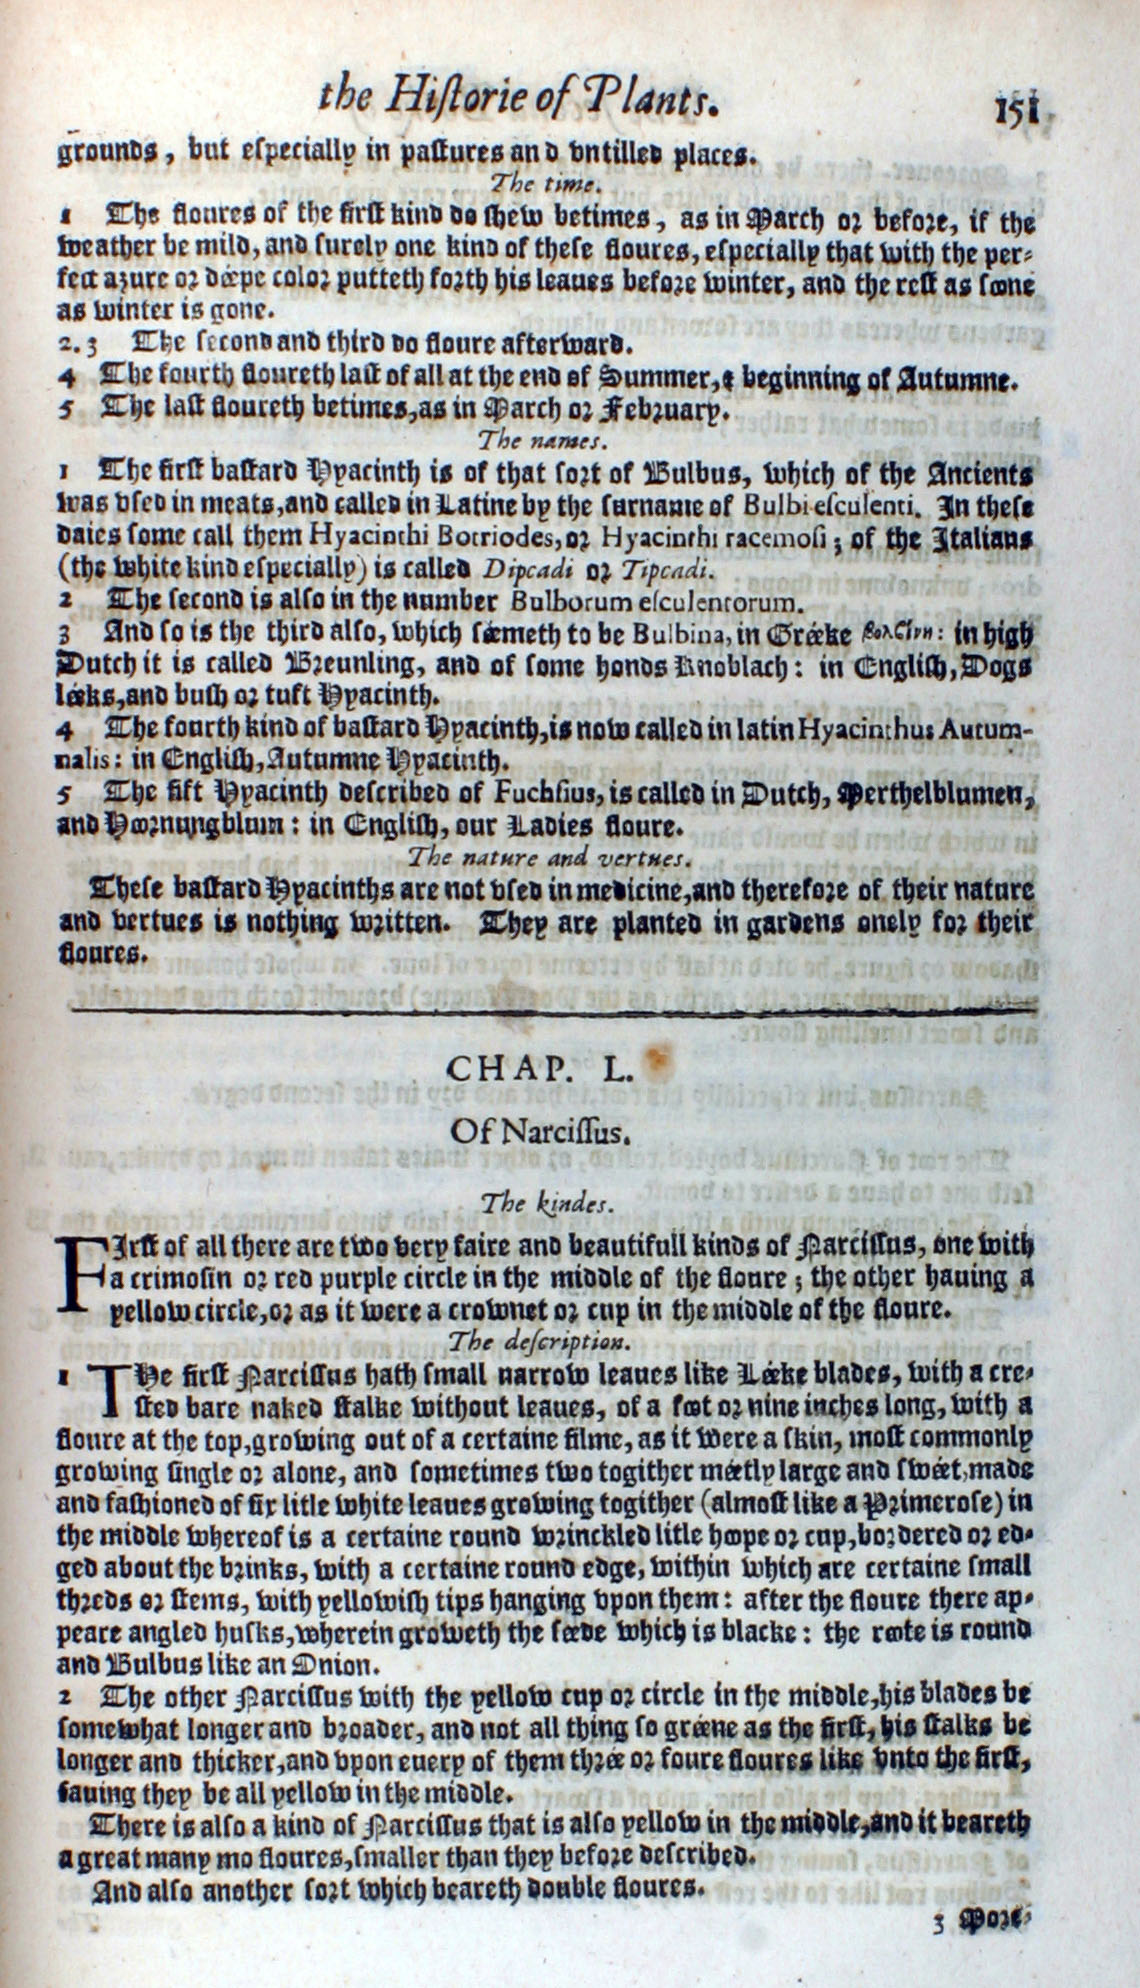 the Hiſtorie of Plants. 151
grounds, but eſpecially in paſtures and vntilled places.
The time.
1 The floures of the firſt kind do ſhew betimes, as in March or before, if the
weather be mild, and ſurely one kind of theſe floures, eſpecially that with the per-
fect azure or déepe color putteth forth his leaues before winter, and the reſt as ſoone
as winter is gone.
2. 3 The ſecond and third do floure afterward.
4 The fourth floureth laſt of all at the end of Summer, & beginning of Autumne.
5 The laſt floureth betimes, as in March or February.
The names.
1 The firſt baſtard Hyacinth is of that ſort of Bulbus, which of the Ancients
was vſed in meats, and called in Latine by the ſurname of Bulbi eſculenti. In theſe
daies ſome call them Hyacinthi Botriodes, or Hyacinthi racemoſi; of the Italians
(the white kind eſpecially) is called Dipcadi or Tipcadi.
2 The ſecond is alſo in the number Bulborum eſculentorum.
3 And ſo is the third alſo, which ſéemeth to be Bulbina, in Gréeke βολβίνη: in high
Dutch it is called Breunling, and of ſome honds Knoblach: in Engliſh, Dogs
léeks, and buſh or tuft Hyacinth.
4 The fourth kind of baſtard Hyacinth, is now called in latin Hyacinthus Autum-
nalis: in Engliſh, Autumne Hyacinth.
5 The fift Hyacinth deſcribed of Fuchſius, is called in Dutch, Merthelblumen,
and Hoornungblum: in Engliſh, our Ladies floure.
The nature and vertues.
Theſe baſtard Hyacinths are not vſed in medicine, and therefore of their nature
and vertues is nothing written. They are planted in gardens onely for their
floures.
CHAP. L.
Of Narciſſus.
The kindes.
FIrſt of all there are two very faire and beautifull kinds of Narciſſus, one with
a crimoſin or red purple circle in the middle of the floure; the other hauing a
yellow circle, or as it were a crownet or cup in the middle of the floure.
The deſcription.
1 THe firſt Narciſſus hath ſmall narrow leaues like Léeke blades, with a cre-
ſted bare naked ſtalke without leaues, of a foot or nine inches long, with a
floure at the top, growing out of a certaine filme, as it were a ſkin, moſt commonly
growing ſingle or alone, and ſometimes two togither méetly large and ſwéet, made
and faſhioned of ſix litle white leaues growing togither (almoſt like a Primeroſe) in
the middle whereof is a certaine round wrinckled litle hoope or cup, bordered or ed-
ged about the brinks, with a certaine round edge, within which are certaine ſmall
threds or ſtems, with yellowiſh tips hanging vpon them: after the floure there ap-
peare angled huſks, wherein groweth the ſéede which is blacke: the roote is round
and Bulbus like an Onion.
2 The other Narciſſus with the yellow cup or circle in the middle, his blades be
ſomewhat longer and broader, and not all thing ſo gréene as the firſt, his ſtalks be
longer and thicker, and vpon euery of them thrée or foure floures like vnto the firſt,
ſauing they be all yellow in the middle.
There is alſo a kind of Narciſſus that is alſo yellow in the middle, and it beareth
a great many mo floures, ſmaller than they before deſcribed.
And alſo another ſort which beareth double floures.
3 More-